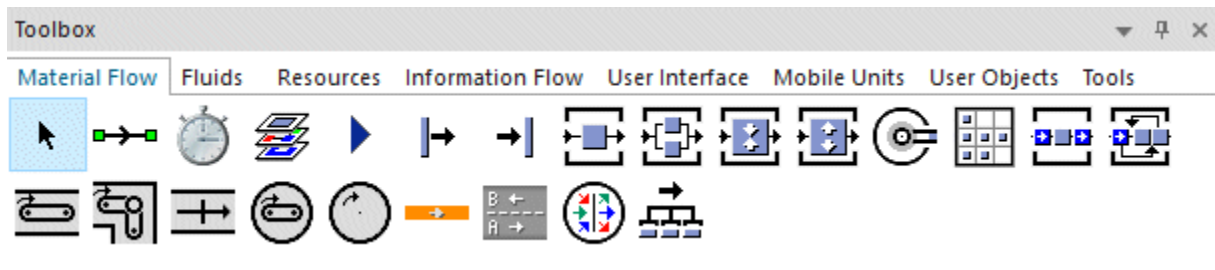 Toolbox
Material Flow Fluids Resources Information Flow User Interface Mobile Units User Objects Tools
B ←
A →